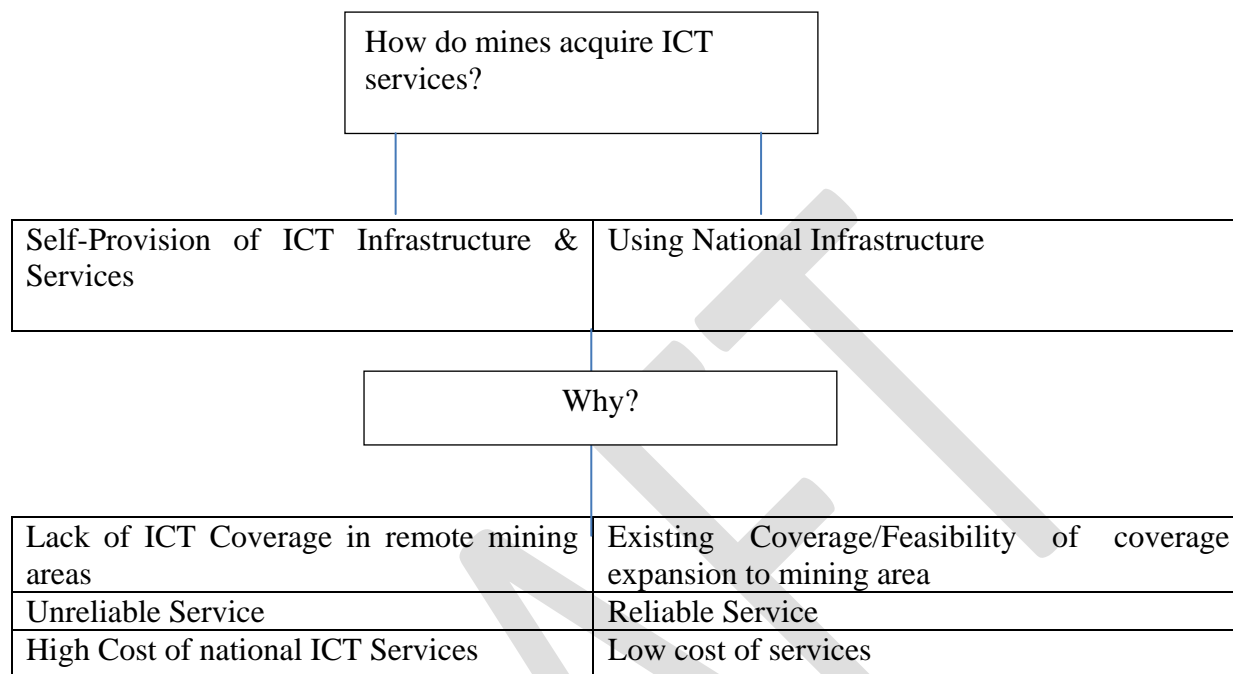 How do mines acquire ICT
services?
Self-Provision of ICT Infrastructure &
Services
Using National Infrastructure
Why?
Lack of ICT Coverage in remote mining
areas
Existing Coverage/Feasibility of coverage
expansion to mining area
Unreliable Service
Reliable Service
High Cost of national ICT Services
Low cost of services